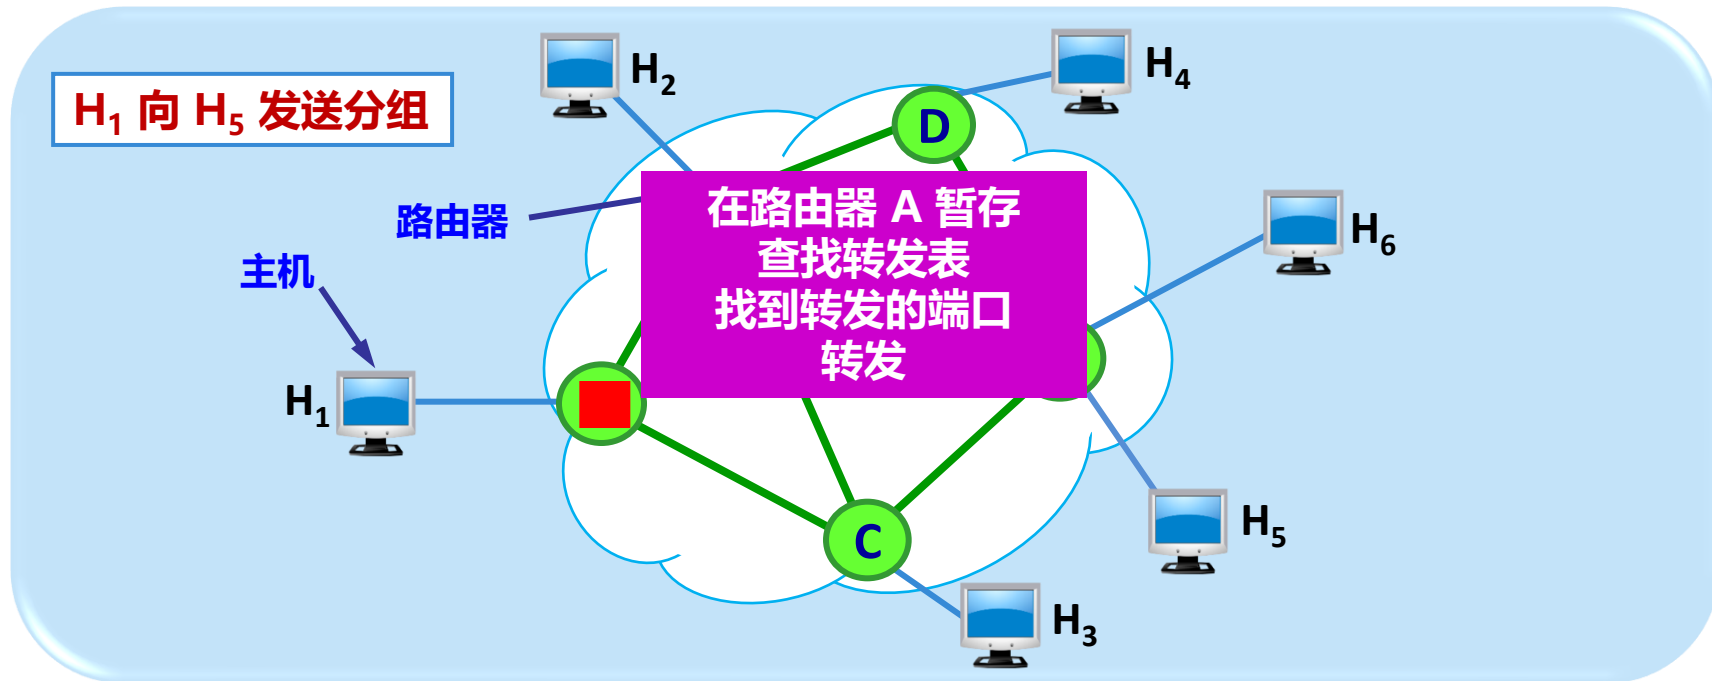 H₁ 向 H₅ 发送分组
H₂
H₄
D
路由器
在路由器 A 暂存
查找转发表
找到转发的端口
转发
H₆
主机
H₁
C
H₅
H₃